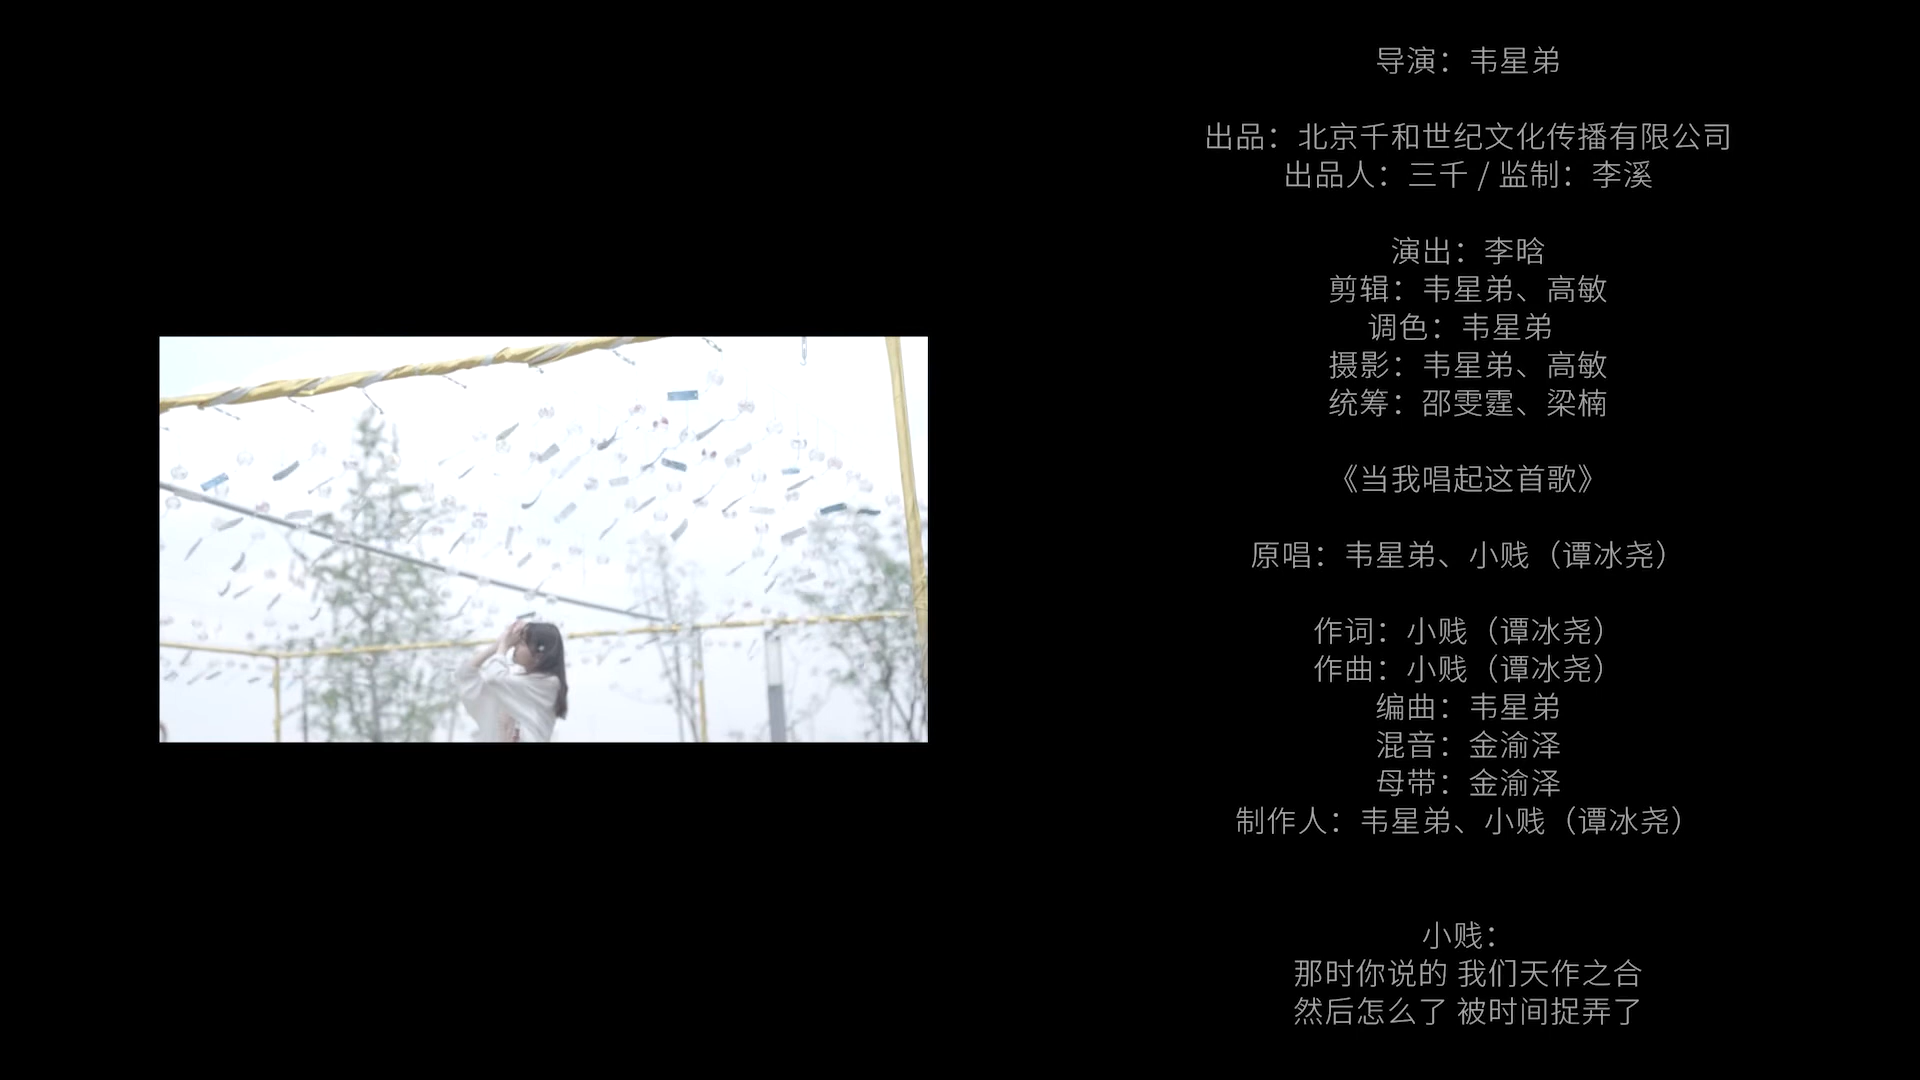 导演：韦星弟
出品：北京千和世纪文化传播有限公司
出品人：三千 / 监制：李溪
演出：李晗
剪辑：韦星弟、高敏
调色：韦星弟
摄影：韦星弟、高敏
统筹：邵雯霆、梁楠
《当我唱起这首歌》
原唱：韦星弟、小贱（谭冰尧）
作词：小贱（谭冰尧）
作曲：小贱（谭冰尧）
编曲：韦星弟
混音：金渝泽
母带：金渝泽
制作人：韦星弟、小贱（谭冰尧）
小贱：
那时你说的 我们天作之合
然后怎么了 被时间捉弄了